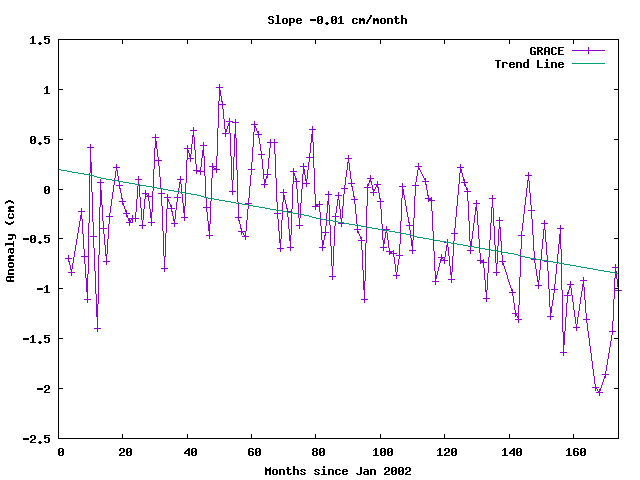 Slope -0.01 cm/month
GRACE
Trend Line
1.5
1
0.5
0
-0.5
-1
-1.5
-2
-2.5
Anomaly (cm)
0 20 40 60 80 100 120 140 160
Months since Jan 2002